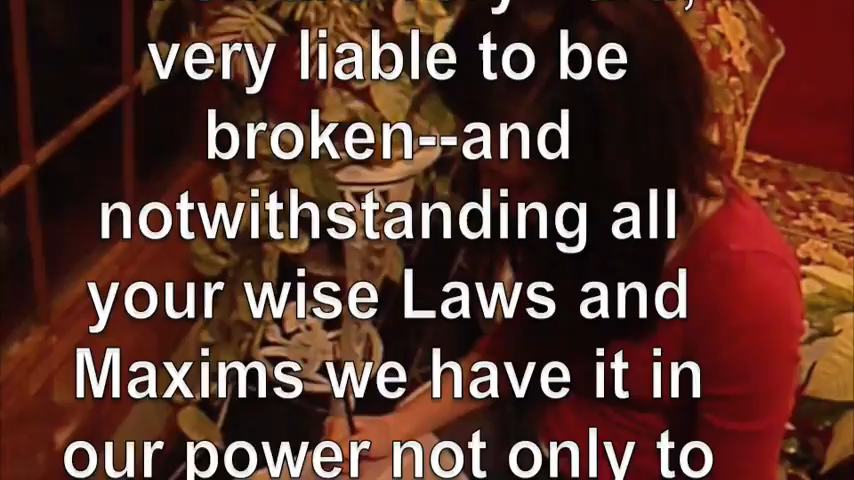 very liable to be
broken--and
notwithstanding all
your wise Laws and
Maxims we have it in
our power not only to